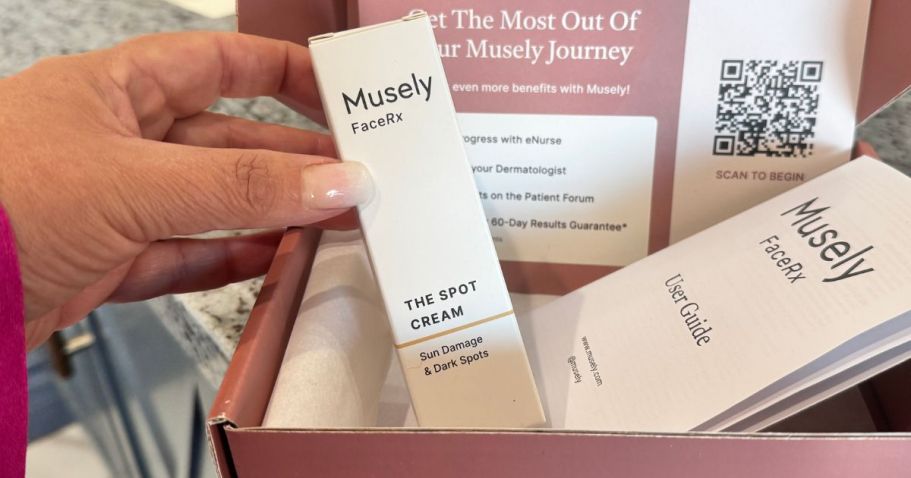 Get The Most Out Of
ur Musely Journey
even more benefits with Musely!
ogress with eNurse
your Dermatologist
ts on the Patient Forum
60-Day Results Guarantee*
SCAN TO BEGIN
Musely
FaceRx
THE SPOT
CREAM
Sun Damage
& Dark Spots
Musely
FaceRx
User Guide
www.musely.com
@musely